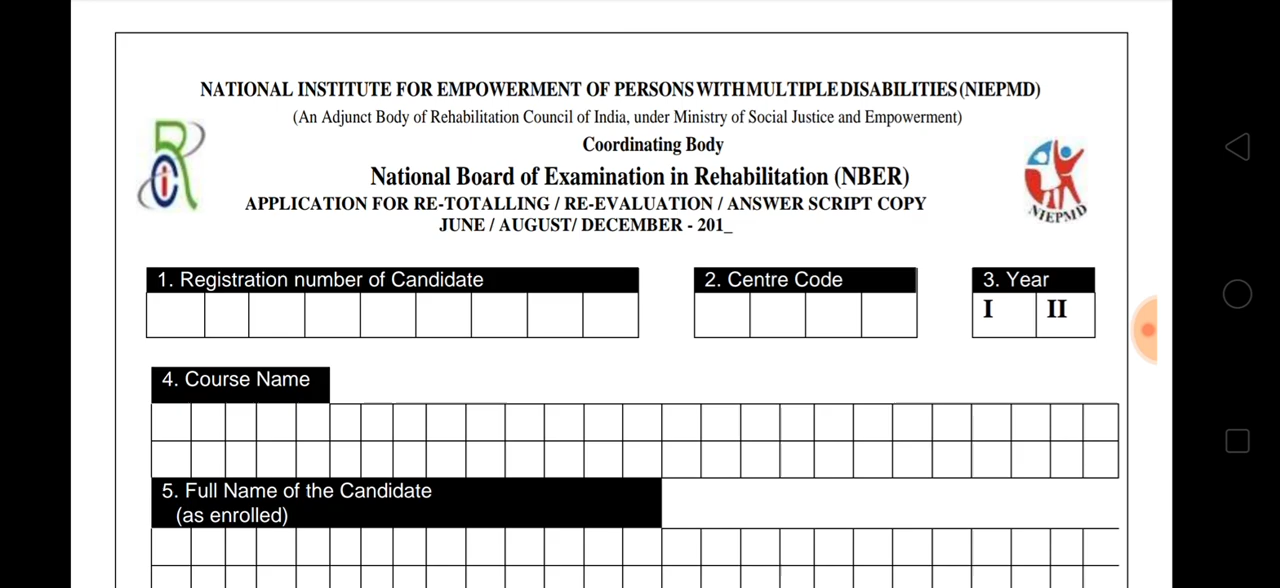 NATIONAL INSTITUTE FOR EMPOWERMENT OF PERSONS WITH MULTIPLE DISABILITIES (NIEPMD)
(An Adjunct Body of Rehabilitation Council of India, under Ministry of Social Justice and Empowerment)
Coordinating Body
National Board of Examination in Rehabilitation (NBER)
APPLICATION FOR RE-TOTALLING / RE-EVALUATION / ANSWER SCRIPT COPY
JUNE / AUGUST/ DECEMBER - 201_
RCI
NIEPMD
1. Registration number of Candidate
2. Centre Code
3. Year
I II
4. Course Name
5. Full Name of the Candidate
(as enrolled)